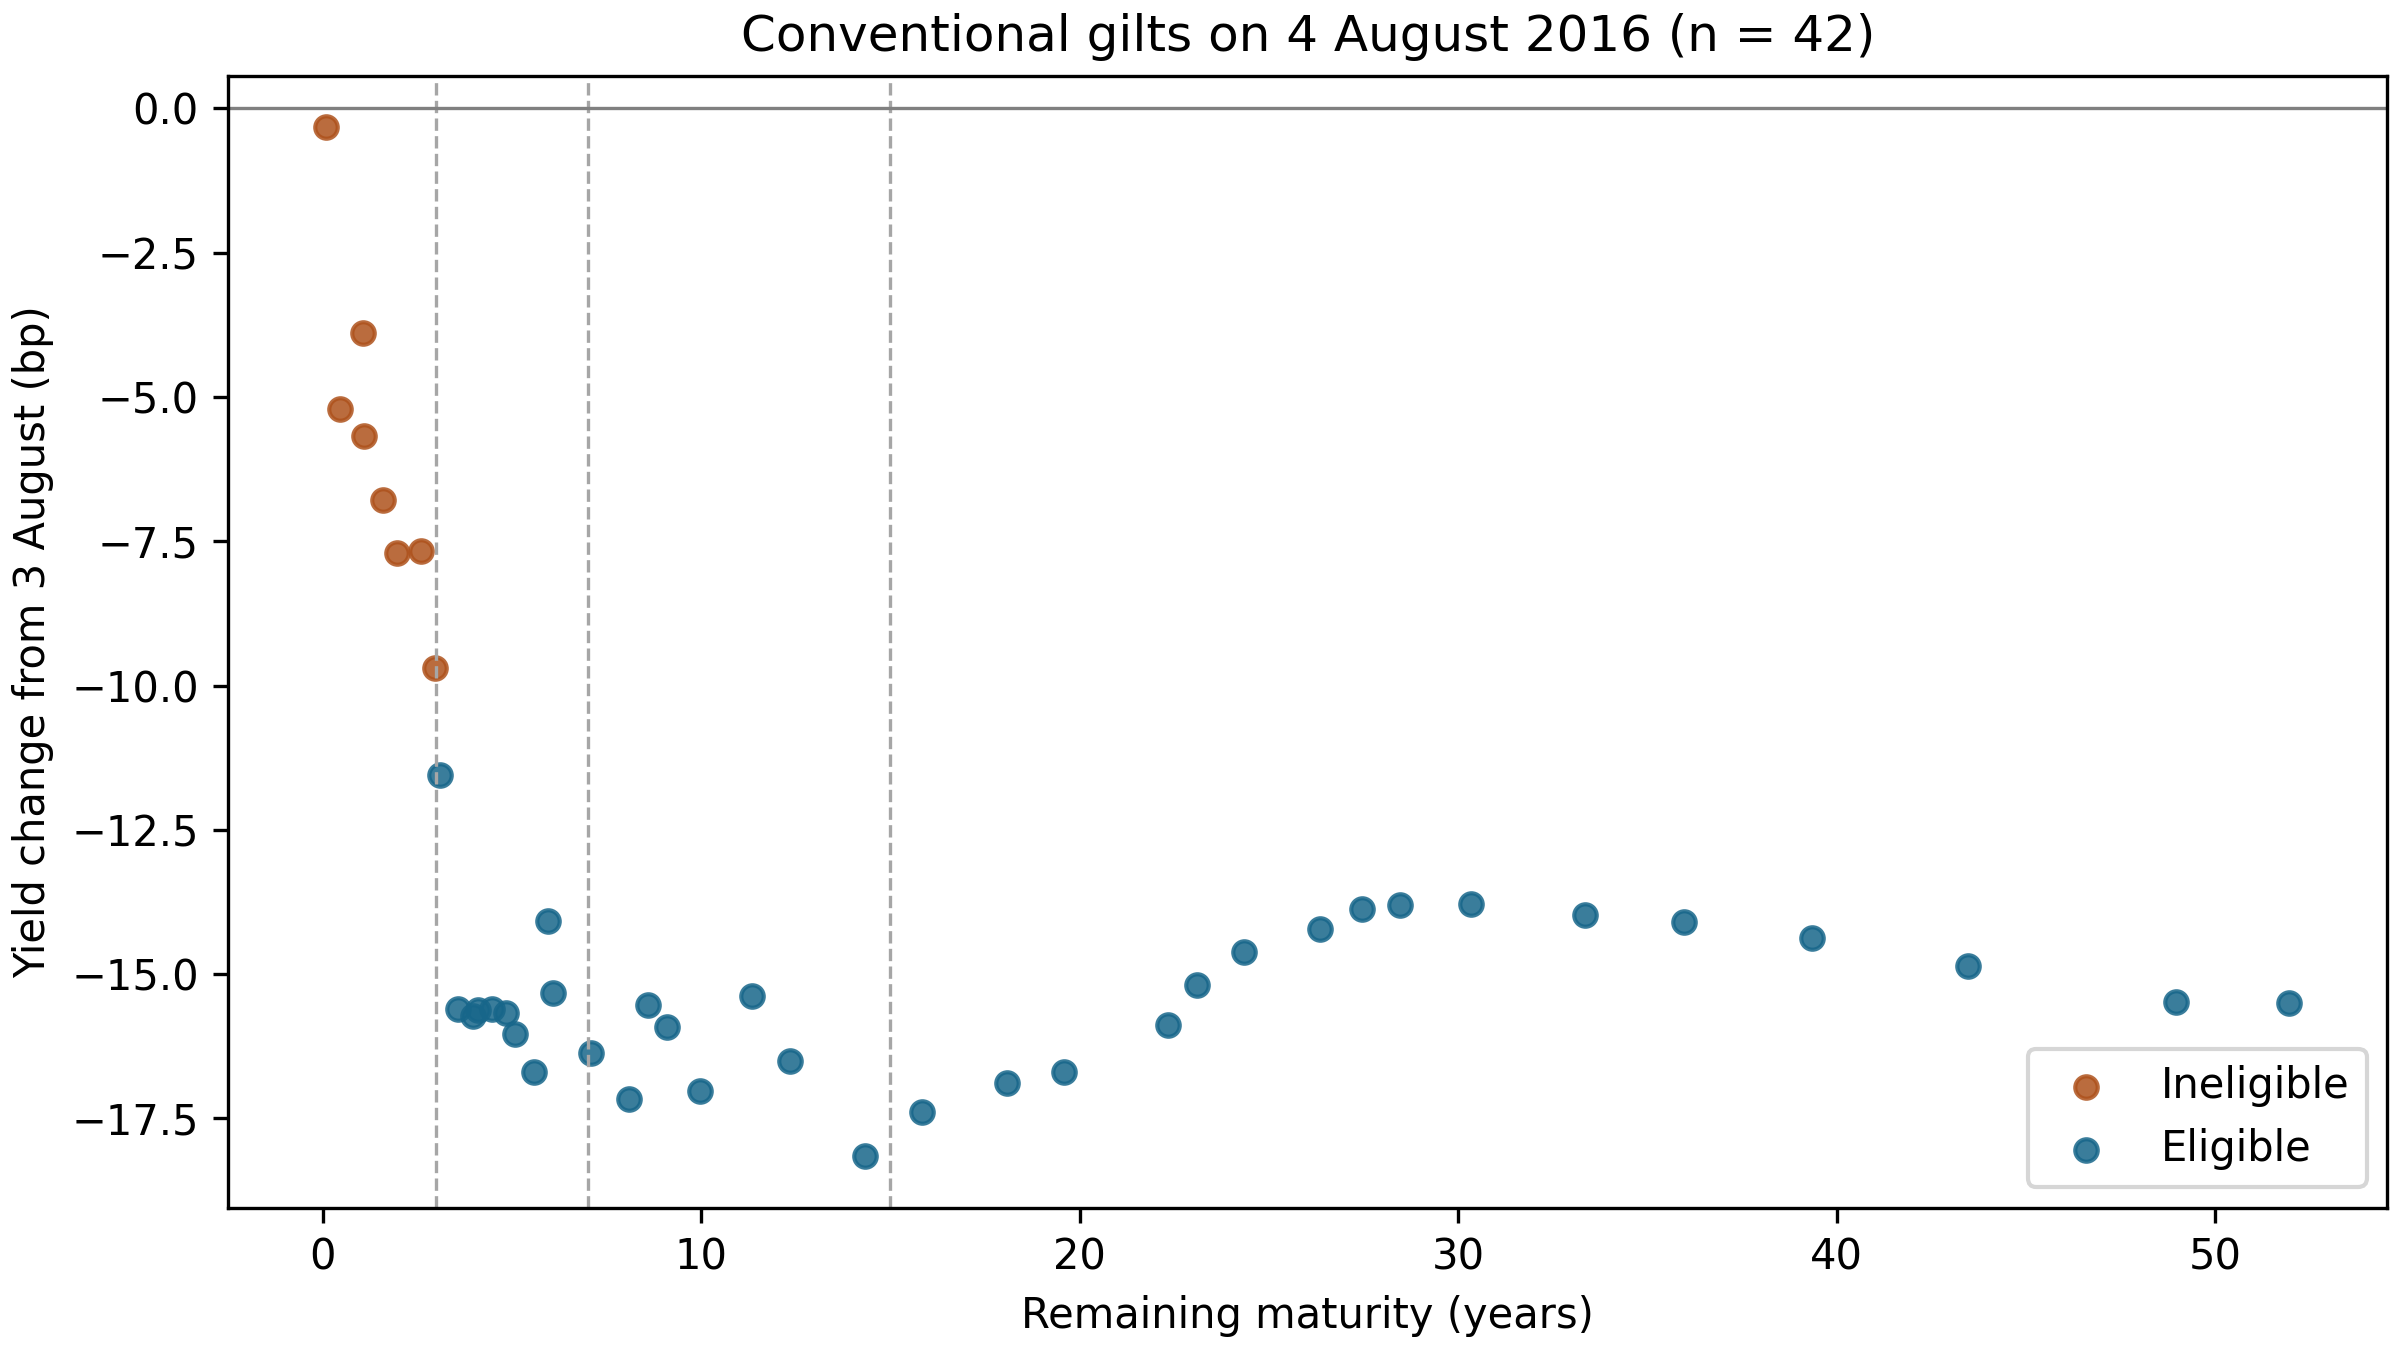 Conventional gilts on 4 August 2016 (n = 42)
Yield change from 3 August (bp)
0.0
−2.5
−5.0
−7.5
−10.0
−12.5
−15.0
−17.5
Ineligible
Eligible
0 10 20 30 40 50
Remaining maturity (years)